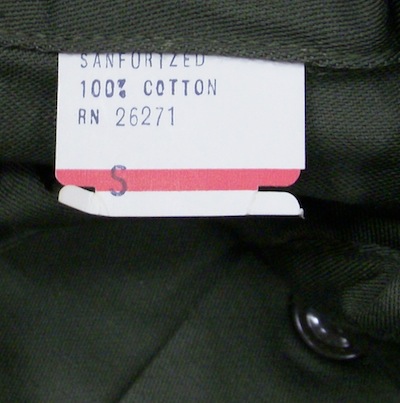 SANFORIZED
100% COTTON
RN 26271
S